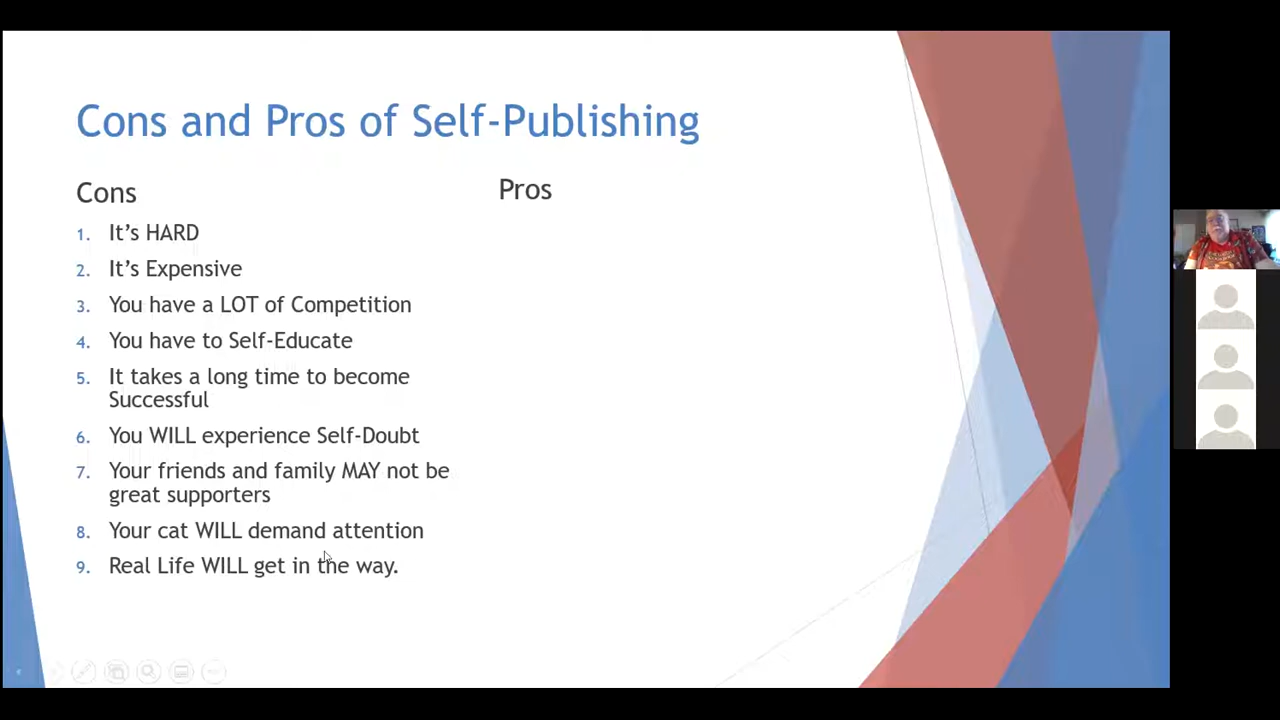 Cons and Pros of Self-Publishing
Cons
1. It's HARD
2. It's Expensive
3. You have a LOT of Competition
4. You have to Self-Educate
5. It takes a long time to become
Successful
6. You WILL experience Self-Doubt
7. Your friends and family MAY not be
great supporters
8. Your cat WILL demand attention
9. Real Life WILL get in the way.
Pros